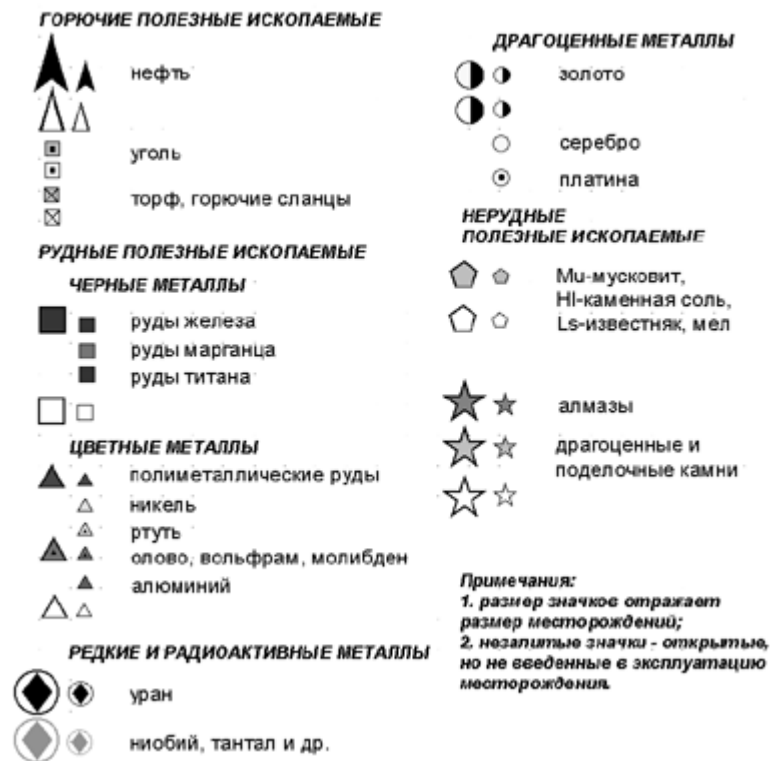 ГОРЮЧИЕ ПОЛЕЗНЫЕ ИСКОПАЕМЫЕ
нефть
уголь
торф, горючие сланцы
РУДНЫЕ ПОЛЕЗНЫЕ ИСКОПАЕМЫЕ
ЧЕРНЫЕ МЕТАЛЛЫ
руды железа
руды марганца
руды титана
ЦВЕТНЫЕ МЕТАЛЛЫ
полиметаллические руды
никель
ртуть
олово, вольфрам, молибден
алюминий
РЕДКИЕ И РАДИОАКТИВНЫЕ МЕТАЛЛЫ
уран
ниобий, тантал и др.
ДРАГОЦЕННЫЕ МЕТАЛЛЫ
золото
серебро
платина
НЕРУДНЫЕ
ПОЛЕЗНЫЕ ИСКОПАЕМЫЕ
Mu-мусковит,
Hl-каменная соль,
Ls-известняк, мел
алмазы
драгоценные и
поделочные камни
Примечания:
1. размер значков отражает
размер месторождений;
2. незалитые значки - открытые,
но не введенные в эксплуатацию
месторождения.